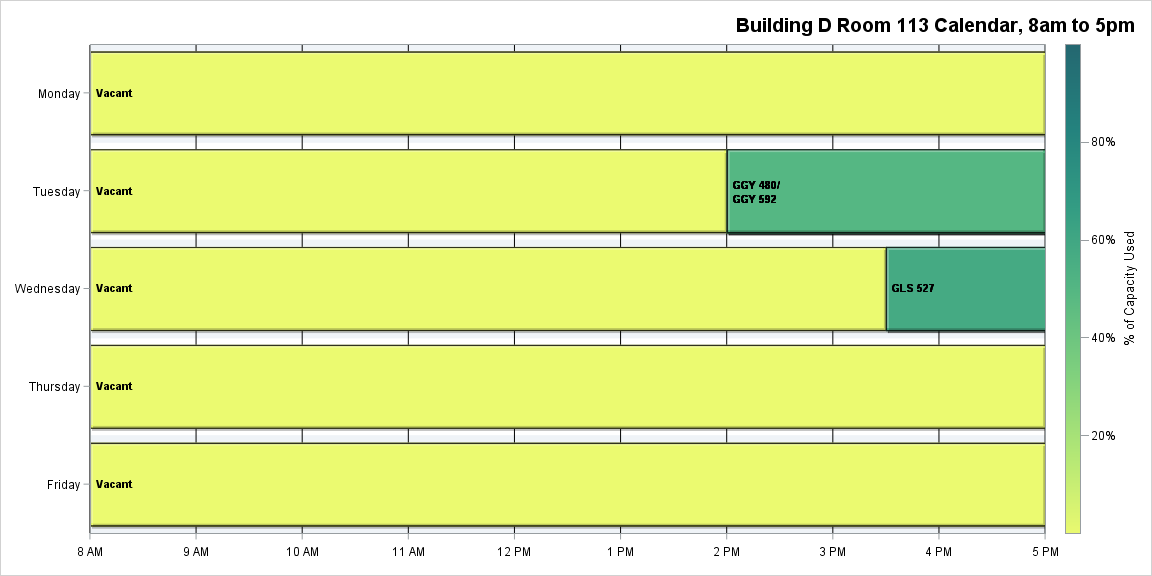 Building D Room 113 Calendar, 8am to 5pm
Monday
Vacant
Tuesday
Vacant
GGY 480/
GGY 592
Wednesday
Vacant
GLS 527
Thursday
Vacant
Friday
Vacant
8 AM
9 AM
10 AM
11 AM
12 PM
1 PM
2 PM
3 PM
4 PM
5 PM
80%
60%
40%
20%
% of Capacity Used